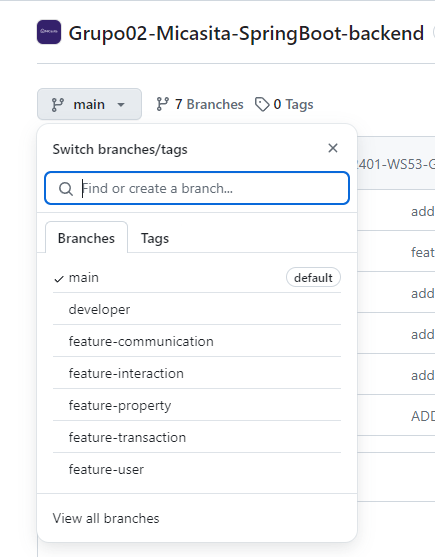 Grupo02-Micasita-SpringBoot-backend
main 7 Branches 0 Tags
Switch branches/tags
2401-WS53-G
Find or create a branch...
add
Branches Tags
feat
main default
add
developer
feature-communication
add
feature-interaction
add
feature-property
ADD
feature-transaction
feature-user
View all branches